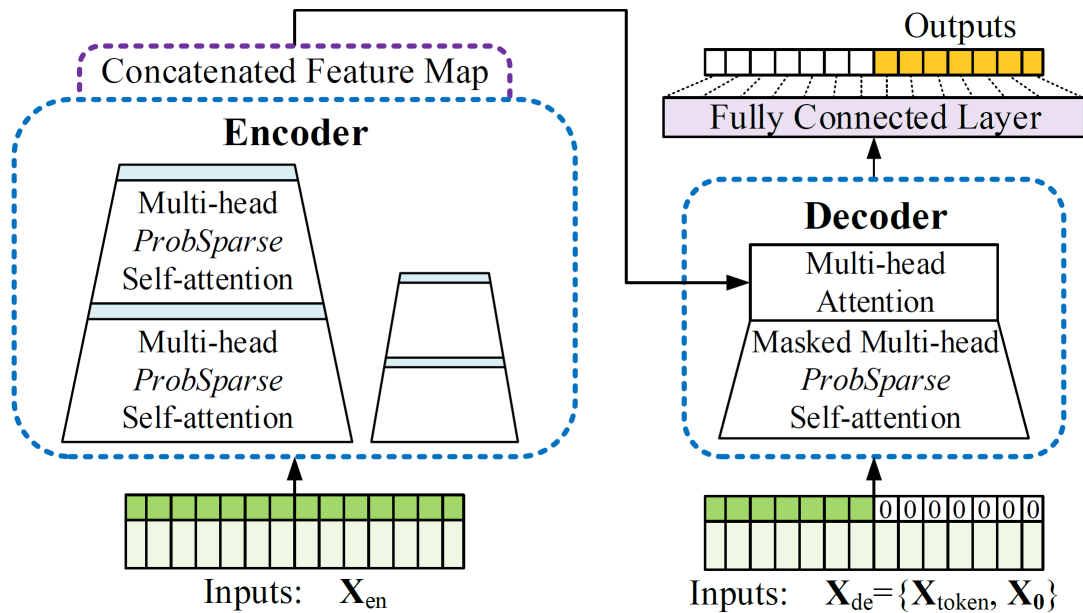 Concatenated Feature Map
Encoder
Multi-head
ProbSparse
Self-attention
Multi-head
ProbSparse
Self-attention
Inputs: Xen
Outputs
Fully Connected Layer
Decoder
Multi-head
Attention
Masked Multi-head
ProbSparse
Self-attention
0 0 0 0 0 0 0 0
Inputs: Xde={Xtoken, X0}